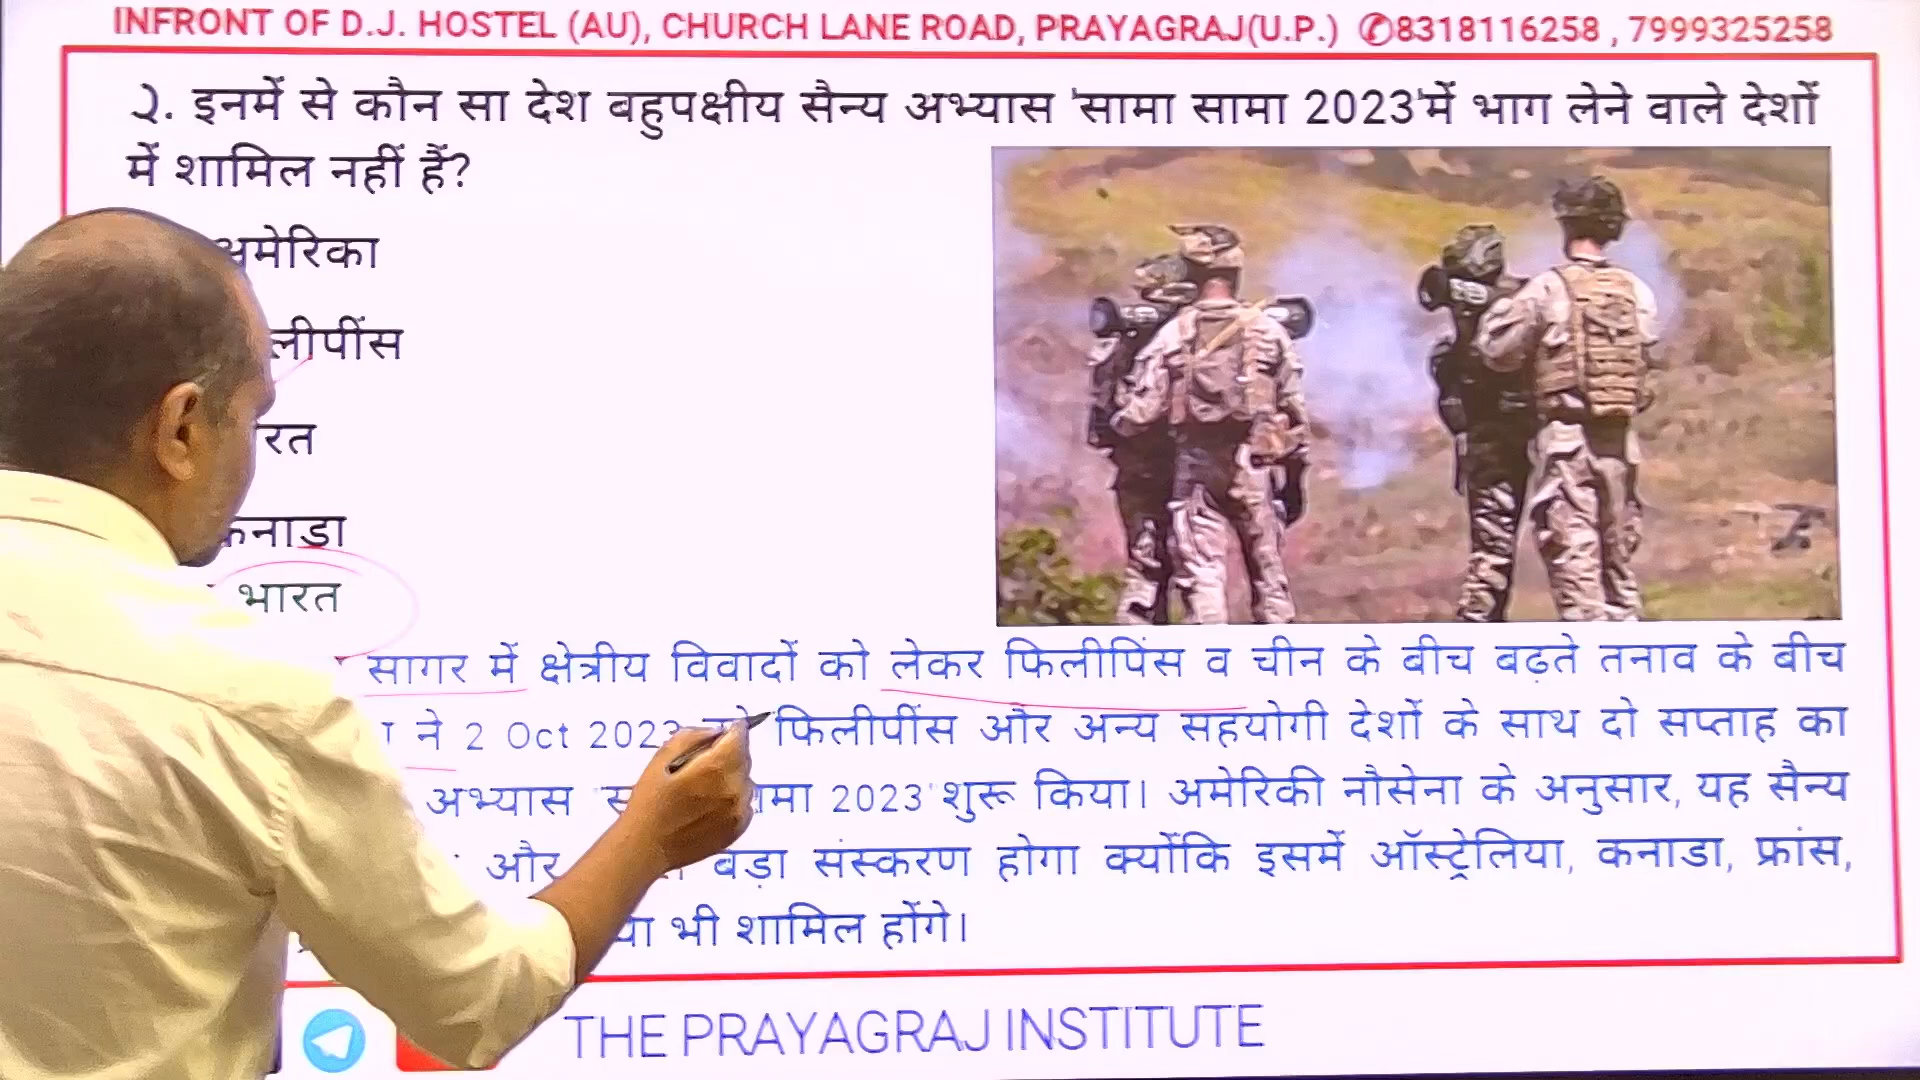 INFRONT OF D.J. HOSTEL (AU), CHURCH LANE ROAD, PRAYAGRAJ(U.P.) ✆8318116258 , 7999325258
Q. इनमें से कौन सा देश बहुपक्षीय सैन्य अभ्यास 'सामा सामा 2023'में भाग लेने वाले देशों
में शामिल नहीं हैं?
अमेरिका
लीपींस
रत
कनाडा
भारत
सागर में क्षेत्रीय विवादों को लेकर फिलीपिंस व चीन के बीच बढ़ते तनाव के बीच
ने 2 Oct 2023 को फिलीपींस और अन्य सहयोगी देशों के साथ दो सप्ताह का
अभ्यास मा 2023' शुरू किया। अमेरिकी नौसेना के अनुसार, यह सैन्य
और बड़ा संस्करण होगा क्योंकि इसमें ऑस्ट्रेलिया, कनाडा, फ्रांस,
या भी शामिल होंगे।
THE PRAYAGRAJ INSTITUTE